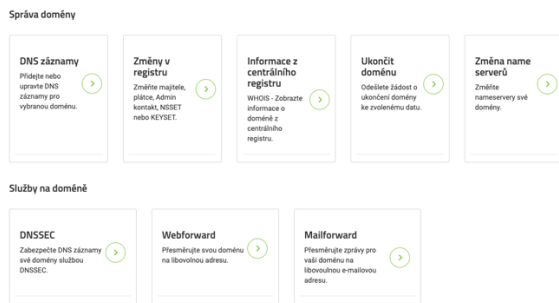 Správa domény
DNS záznamy
Přidejte nebo
upravte DNS
záznamy pro
vybranou doménu.
Změny v
registru
Změňte majitele,
plátce, Admin
kontakt, NSSET
nebo KEYSET.
Informace z
centrálního
registru
WHOIS - Zobrazte
informace o
doméně z
centrálního
registru.
Ukončit
doménu
Odešlete žádost o
ukončení domény
ke zvolenému datu.
Změna name
serverů
Změňte
nameservery své
domény.
Služby na doméně
DNSSEC
Zabezpečte DNS záznamy
své domény službou
DNSSEC.
Webforward
Přesměrujte svou doménu
na libovolnou adresu.
Mailforward
Přesměrujte zprávy pro
vaši doménu na
libovoulnou e-mailovou
adresu.